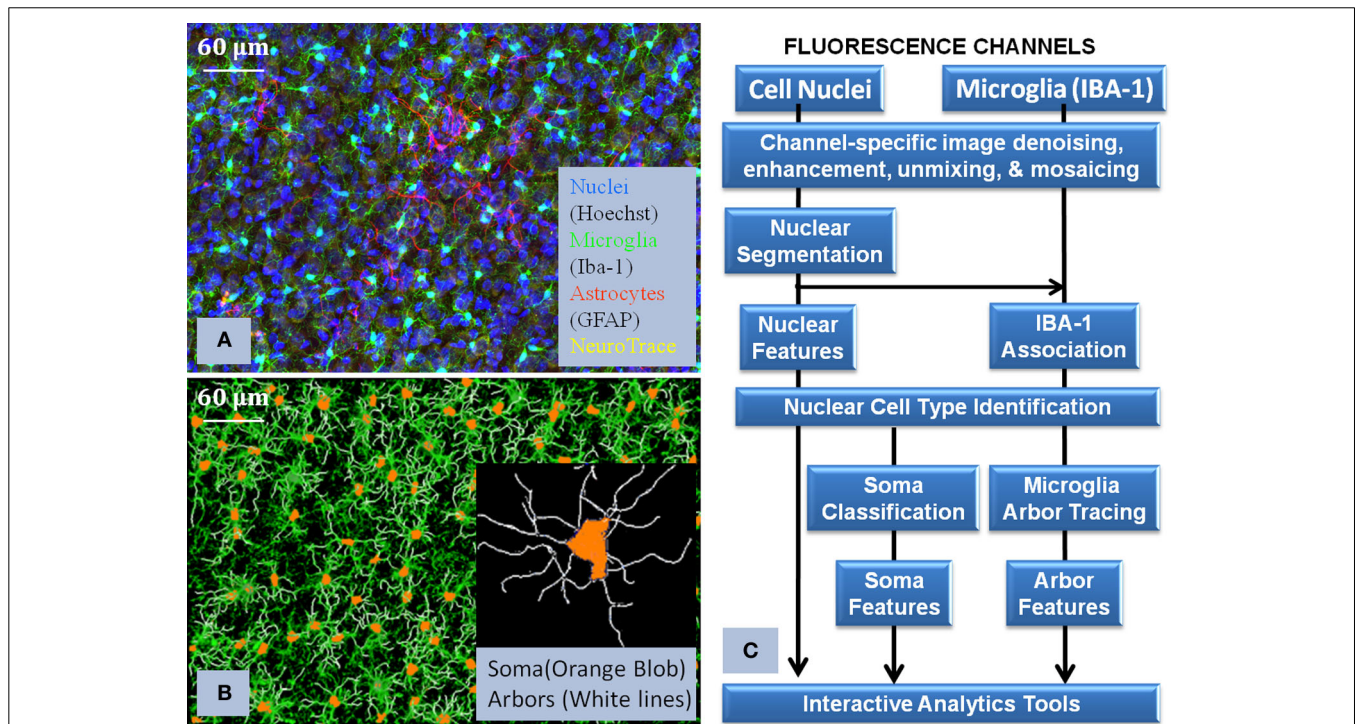 60 µm
Nuclei
(Hoechst)
Microglia
(Iba-1)
Astrocytes
(GFAP)
NeuroTrace
A
60 µm
Soma(Orange Blob)
Arbors (White lines)
B
FLUORESCENCE CHANNELS
Cell Nuclei
Microglia (IBA-1)
Channel-specific image denoising,
enhancement, unmixing, & mosaicing
Nuclear
Segmentation
Nuclear
Features
IBA-1
Association
Nuclear Cell Type Identification
Soma
Classification
Microglia
Arbor Tracing
Soma
Features
Arbor
Features
C
Interactive Analytics Tools